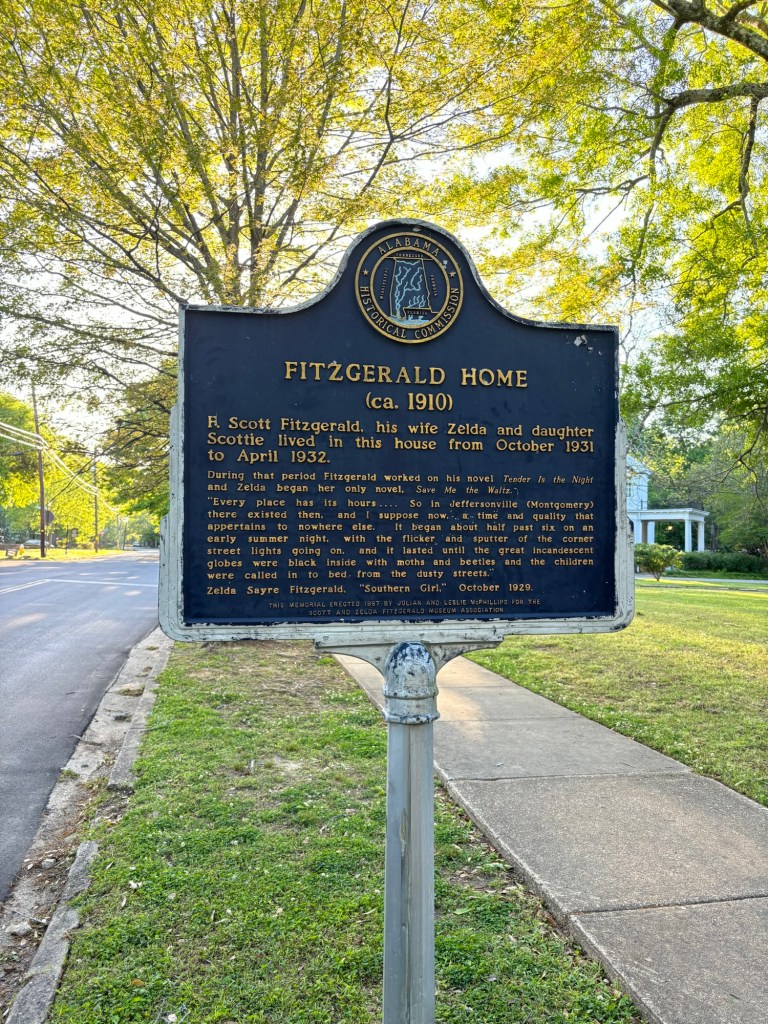 ALABAMA
HISTORICAL COMMISSION
TENNESSEE
MISSISSIPPI
GEORGIA
FLORIDA
FITZGERALD HOME
(ca. 1910)
F. Scott Fitzgerald, his wife Zelda and daughter
Scottie lived in this house from October 1931
to April 1932.
During that period Fitzgerald worked on his novel Tender Is the Night
and Zelda began her only novel, Save Me the Waltz.
"Every place has its hours.... So in Jeffersonville (Montgomery)
there existed then, and I suppose now, a time and quality that
appertains to nowhere else. It began about half past six on an
early summer night, with the flicker and sputter of the corner
street lights going on, and it lasted until the great incandescent
globes were black inside with moths and beetles and the children
were called in to bed from the dusty streets."
Zelda Sayre Fitzgerald, "Southern Girl," October 1929.
THIS MEMORIAL ERECTED 1987 BY JULIAN AND LESLIE McPHILLIPS FOR THE
SCOTT AND ZELDA FITZGERALD MUSEUM ASSOCIATION